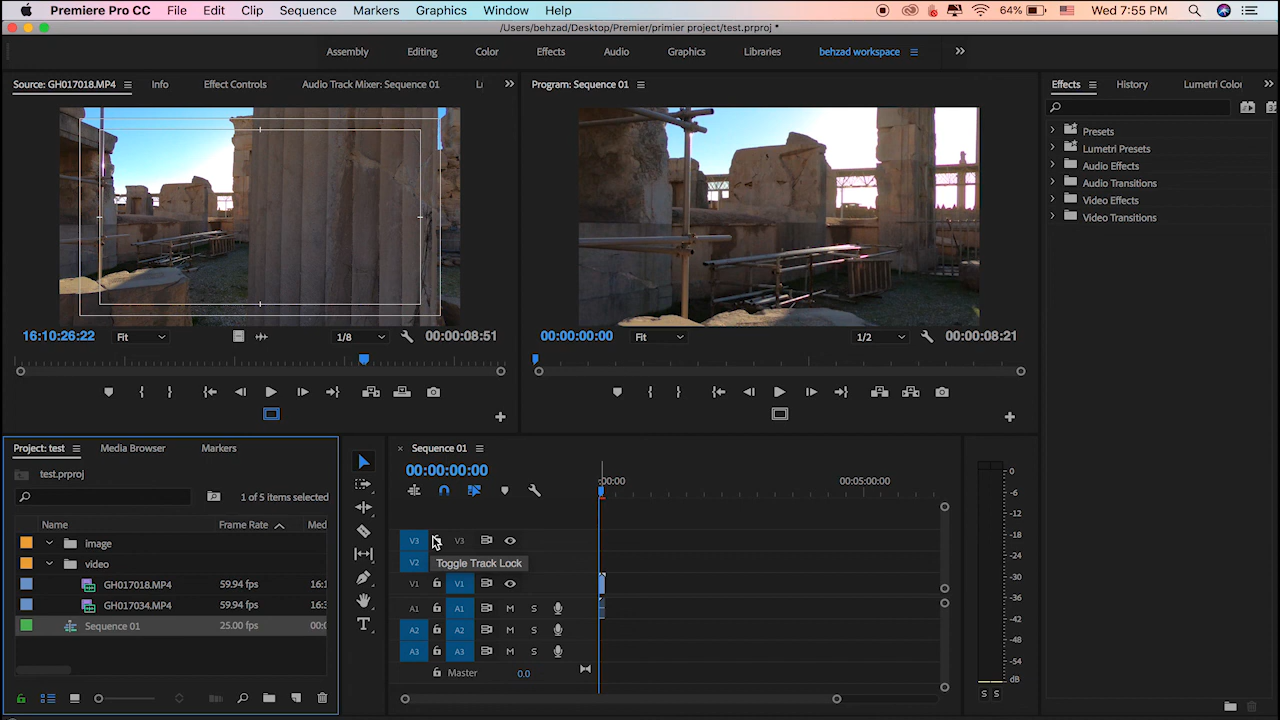 Premiere Pro CC File Edit Clip Sequence Markers Graphics Window Help 64% Wed 7:55 PM
/Users/behzad/Desktop/Premier/primier project/test.prproj *
Assembly Editing Color Effects Audio Graphics Libraries behzad workspace
Source: GH017018.MP4 Info Effect Controls Audio Track Mixer: Sequence 01
Program: Sequence 01
Effects History Lumetri Color
Presets
Lumetri Presets
Audio Effects
Audio Transitions
Video Effects
Video Transitions
16:10:26:22 Fit 1/8 00:00:08:51
00:00:00:00 Fit 1/2 00:00:08:21
Project: test Media Browser Markers
test.prproj
1 of 5 items selected
Name Frame Rate Med
image
video
GH017018.MP4 59.94 fps 16:1
GH017034.MP4 59.94 fps 16:3
Sequence 01 25.00 fps 00:0
Sequence 01
00:00:00:00
:00:00 00:05:00:00
V3 V3
V2 Toggle Track Lock
V1 V1
A1 A1 M S
A2 A2 M S
A3 A3 M S
Master 0.0
0
-6
-12
-18
-24
-30
-36
-42
-48
-54
dB
S S